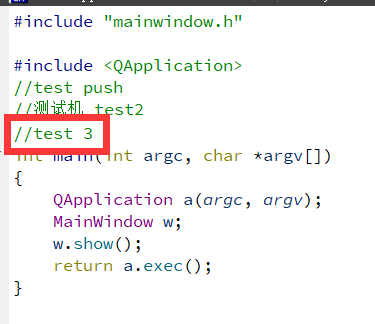 #include "mainwindow.h"
#include <QApplication>
//test push
//测试机 test2
//test 3
int main(int argc, char *argv[])
{
QApplication a(argc, argv);
MainWindow w;
w.show();
return a.exec();
}